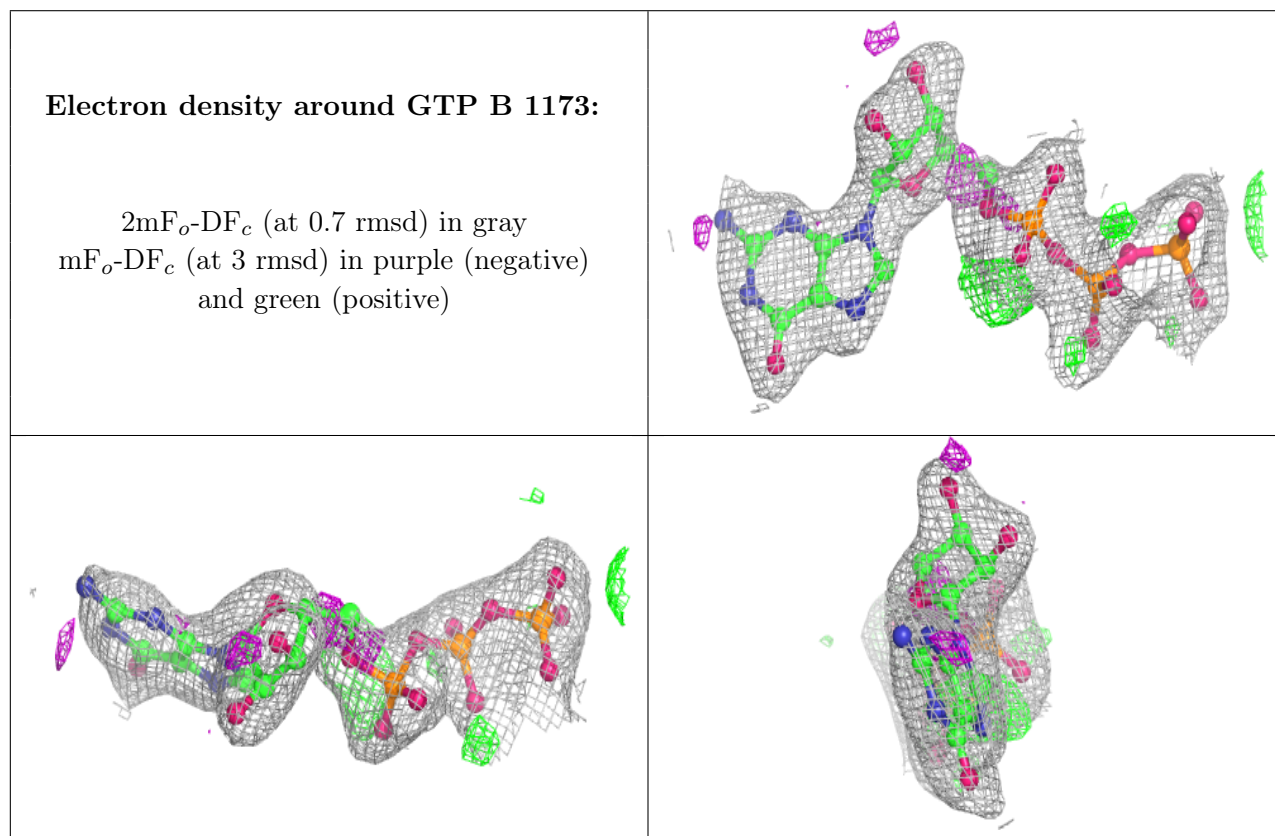 Electron density around GTP B 1173:
2mFₒ-DF𝒸 (at 0.7 rmsd) in gray
mFₒ-DF𝒸 (at 3 rmsd) in purple (negative)
and green (positive)